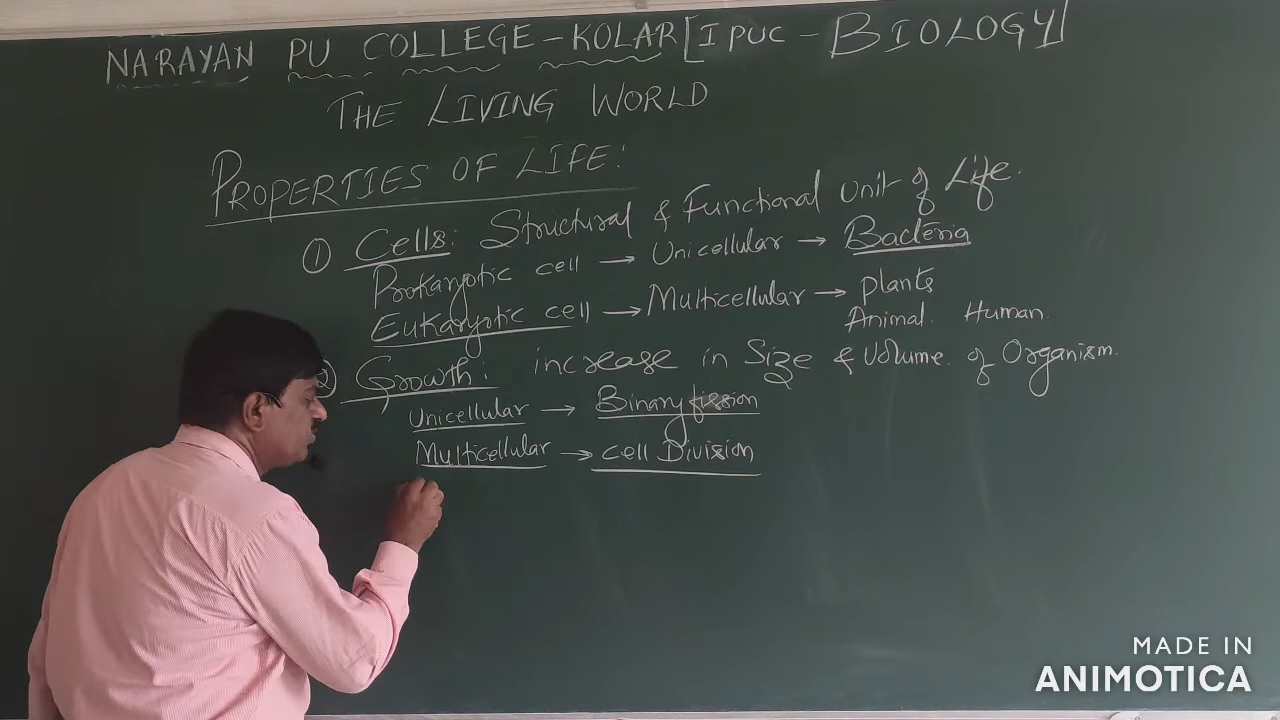 NARAYAN PU COLLEGE - KOLAR [I PUC - BIOLOGY]
THE LIVING WORLD
PROPERTIES OF LIFE:
① Cells: Structural & Functional Unit of Life.
Prokaryotic cell → Unicellular → Bacteria
Eukaryotic cell → Multicellular → plants
Animal. Human.
② Growth: increase in Size & Volume of Organism.
Unicellular → Binary fission
Multicellular → cell Division
MADE IN
ANIMOTICA